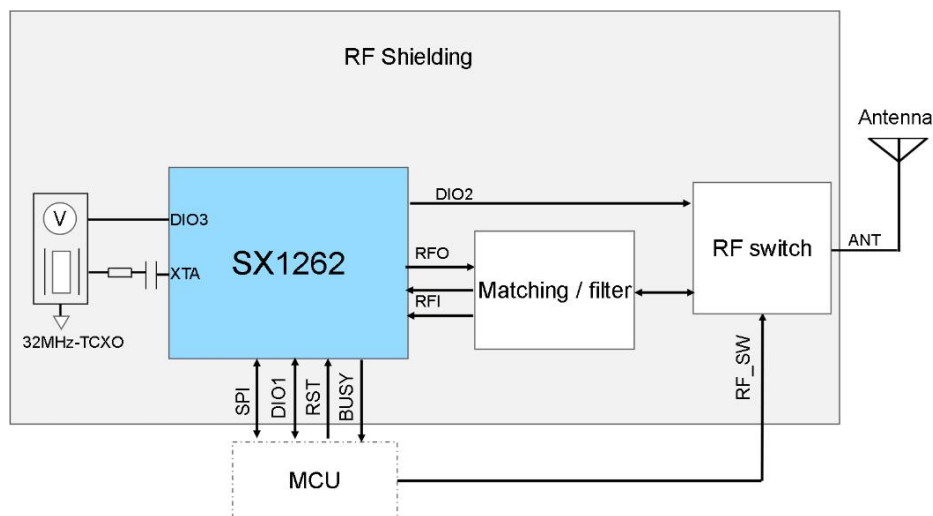 RF Shielding
Antenna
DIO2
V
DIO3
SX1262
RFO
RF switch
ANT
XTA
Matching / filter
RFI
32MHz-TCXO
SPI
DIO1
RST
BUSY
RF_SW
MCU